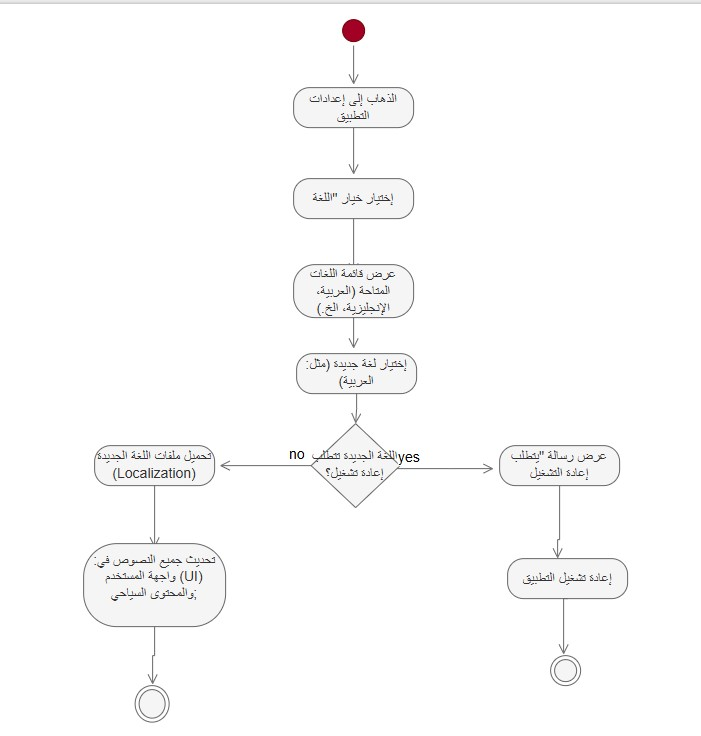 الذهاب إلى إعدادات
التطبيق
إختيار خيار "اللغة
عرض قائمة اللغات
المتاحة (العربية،
الإنجليزية، الخ.)
إختيار لغة جديدة (مثل:
العربية)
اللغة الجديدة تتطلب
إعادة تشغيل؟
no
yes
تحميل ملفات اللغة الجديدة
(Localization)
تحديث جميع النصوص في:
(UI) واجهة المستخدم
والمحتوى السياحي;
عرض رسالة "يتطلب
إعادة التشغيل
إعادة تشغيل التطبيق